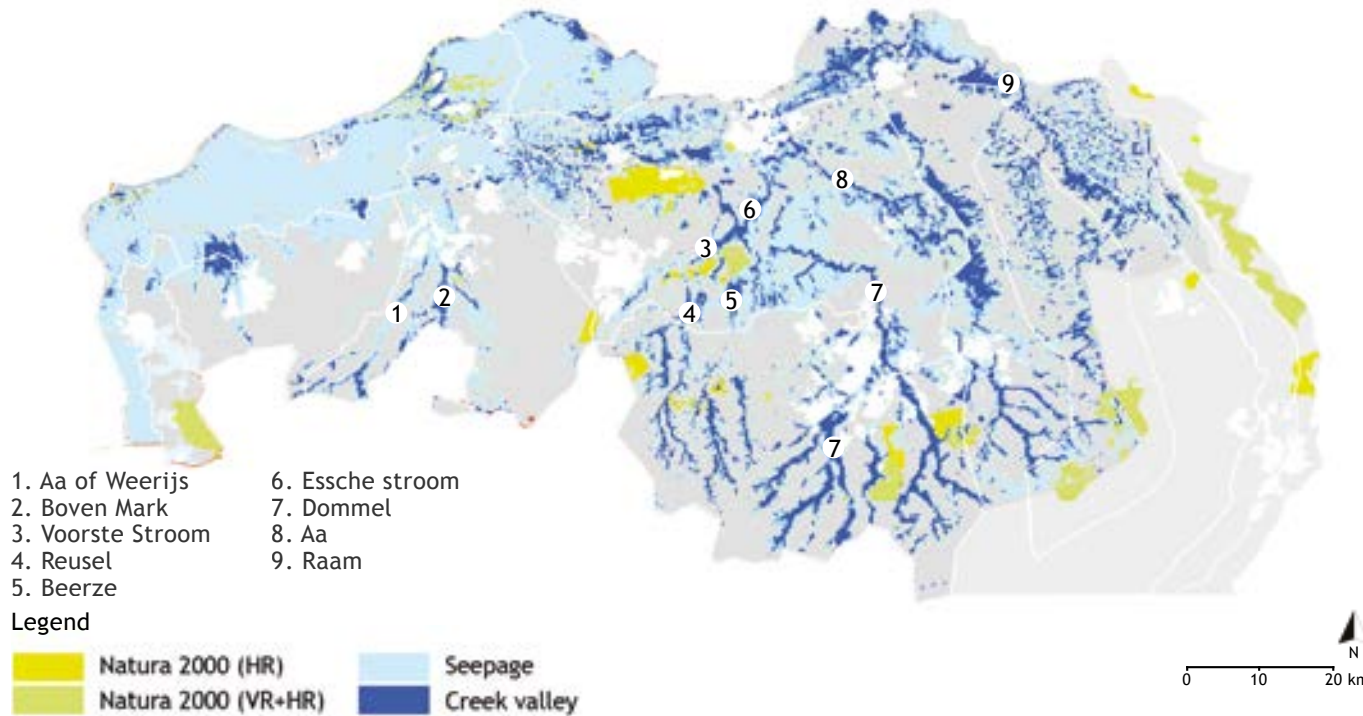 9
8
6
3
7
5
2
4
1
7
1. Aa of Weerijs
2. Boven Mark
3. Voorste Stroom
4. Reusel
5. Beerze
6. Essche stroom
7. Dommel
8. Aa
9. Raam
Legend
Natura 2000 (HR)
Natura 2000 (VR+HR)
Seepage
Creek valley
N
0 10 20 km